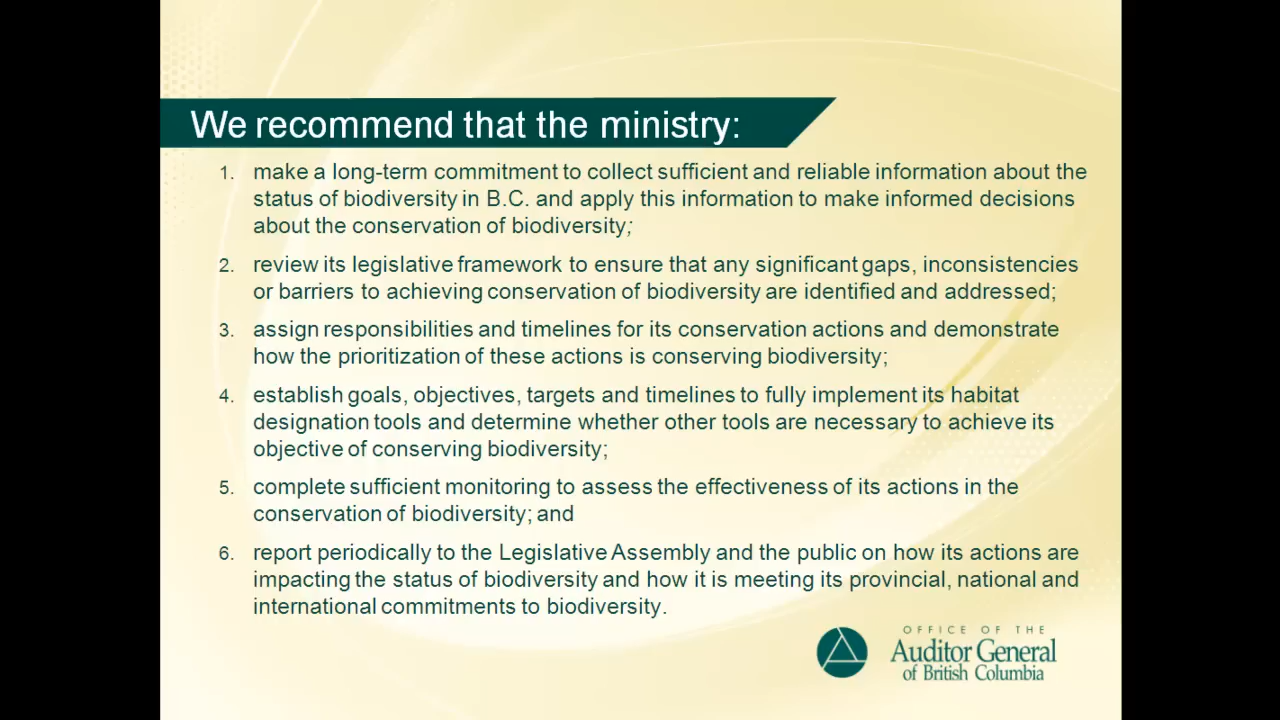 We recommend that the ministry:
1. make a long-term commitment to collect sufficient and reliable information about the
status of biodiversity in B.C. and apply this information to make informed decisions
about the conservation of biodiversity;
2. review its legislative framework to ensure that any significant gaps, inconsistencies
or barriers to achieving conservation of biodiversity are identified and addressed;
3. assign responsibilities and timelines for its conservation actions and demonstrate
how the prioritization of these actions is conserving biodiversity;
4. establish goals, objectives, targets and timelines to fully implement its habitat
designation tools and determine whether other tools are necessary to achieve its
objective of conserving biodiversity;
5. complete sufficient monitoring to assess the effectiveness of its actions in the
conservation of biodiversity; and
6. report periodically to the Legislative Assembly and the public on how its actions are
impacting the status of biodiversity and how it is meeting its provincial, national and
international commitments to biodiversity.
OFFICE OF THE
Auditor General
of British Columbia